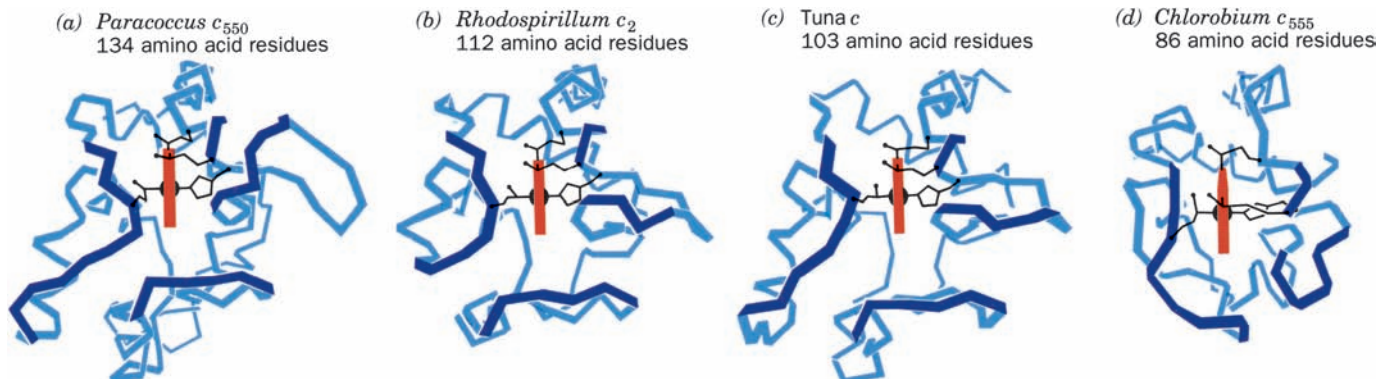 (a) Paracoccus c550
134 amino acid residues
(b) Rhodospirillum c2
112 amino acid residues
(c) Tuna c
103 amino acid residues
(d) Chlorobium c555
86 amino acid residues